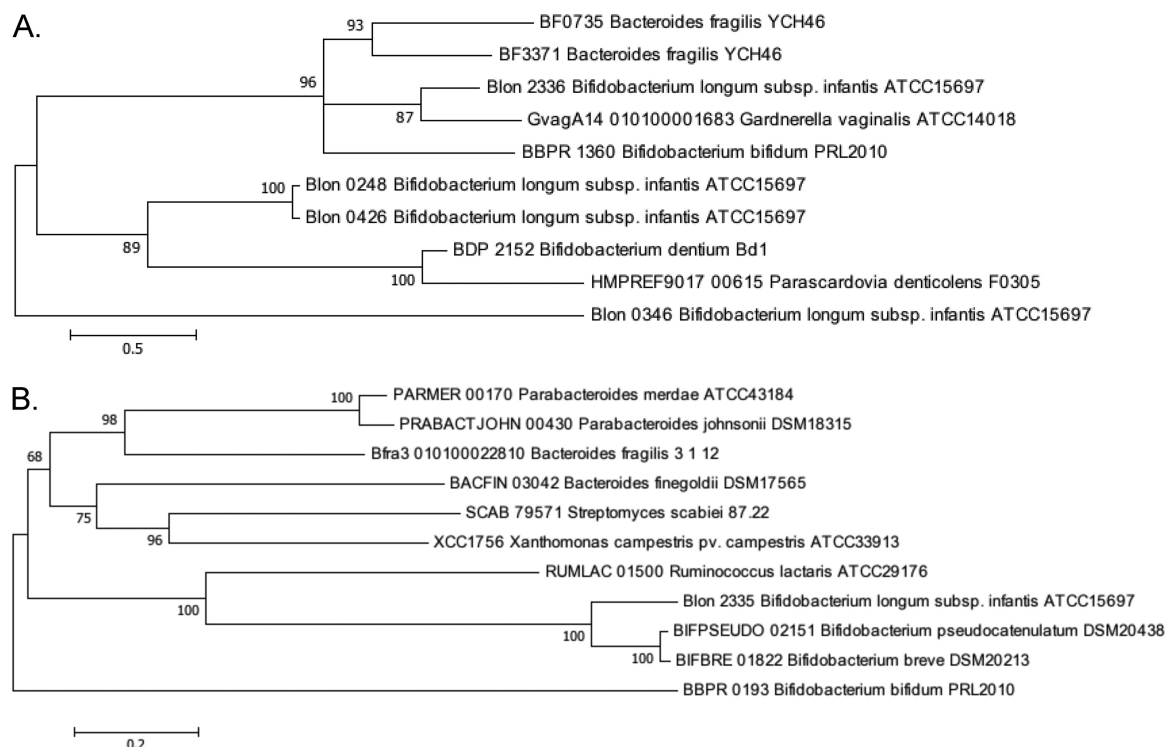 A.
93
BF0735 Bacteroides fragilis YCH46
BF3371 Bacteroides fragilis YCH46
96
Blon 2336 Bifidobacterium longum subsp. infantis ATCC15697
87
GvagA14 010100001683 Gardnerella vaginalis ATCC14018
BBPR 1360 Bifidobacterium bifidum PRL2010
100
Blon 0248 Bifidobacterium longum subsp. infantis ATCC15697
Blon 0426 Bifidobacterium longum subsp. infantis ATCC15697
89
BDP 2152 Bifidobacterium dentium Bd1
100
HMPREF9017 00615 Parascardovia denticolens F0305
Blon 0346 Bifidobacterium longum subsp. infantis ATCC15697
0.5
B.
100
PARMER 00170 Parabacteroides merdae ATCC43184
98
PRABACTJOHN 00430 Parabacteroides johnsonii DSM18315
Bfra3 010100022810 Bacteroides fragilis 3 1 12
68
BACFIN 03042 Bacteroides finegoldii DSM17565
75
SCAB 79571 Streptomyces scabiei 87.22
96
XCC1756 Xanthomonas campestris pv. campestris ATCC33913
RUMLAC 01500 Ruminococcus lactaris ATCC29176
100
Blon 2335 Bifidobacterium longum subsp. infantis ATCC15697
100
BIFPSEUDO 02151 Bifidobacterium pseudocatenulatum DSM20438
100
BIFBRE 01822 Bifidobacterium breve DSM20213
BBPR 0193 Bifidobacterium bifidum PRL2010
0.2